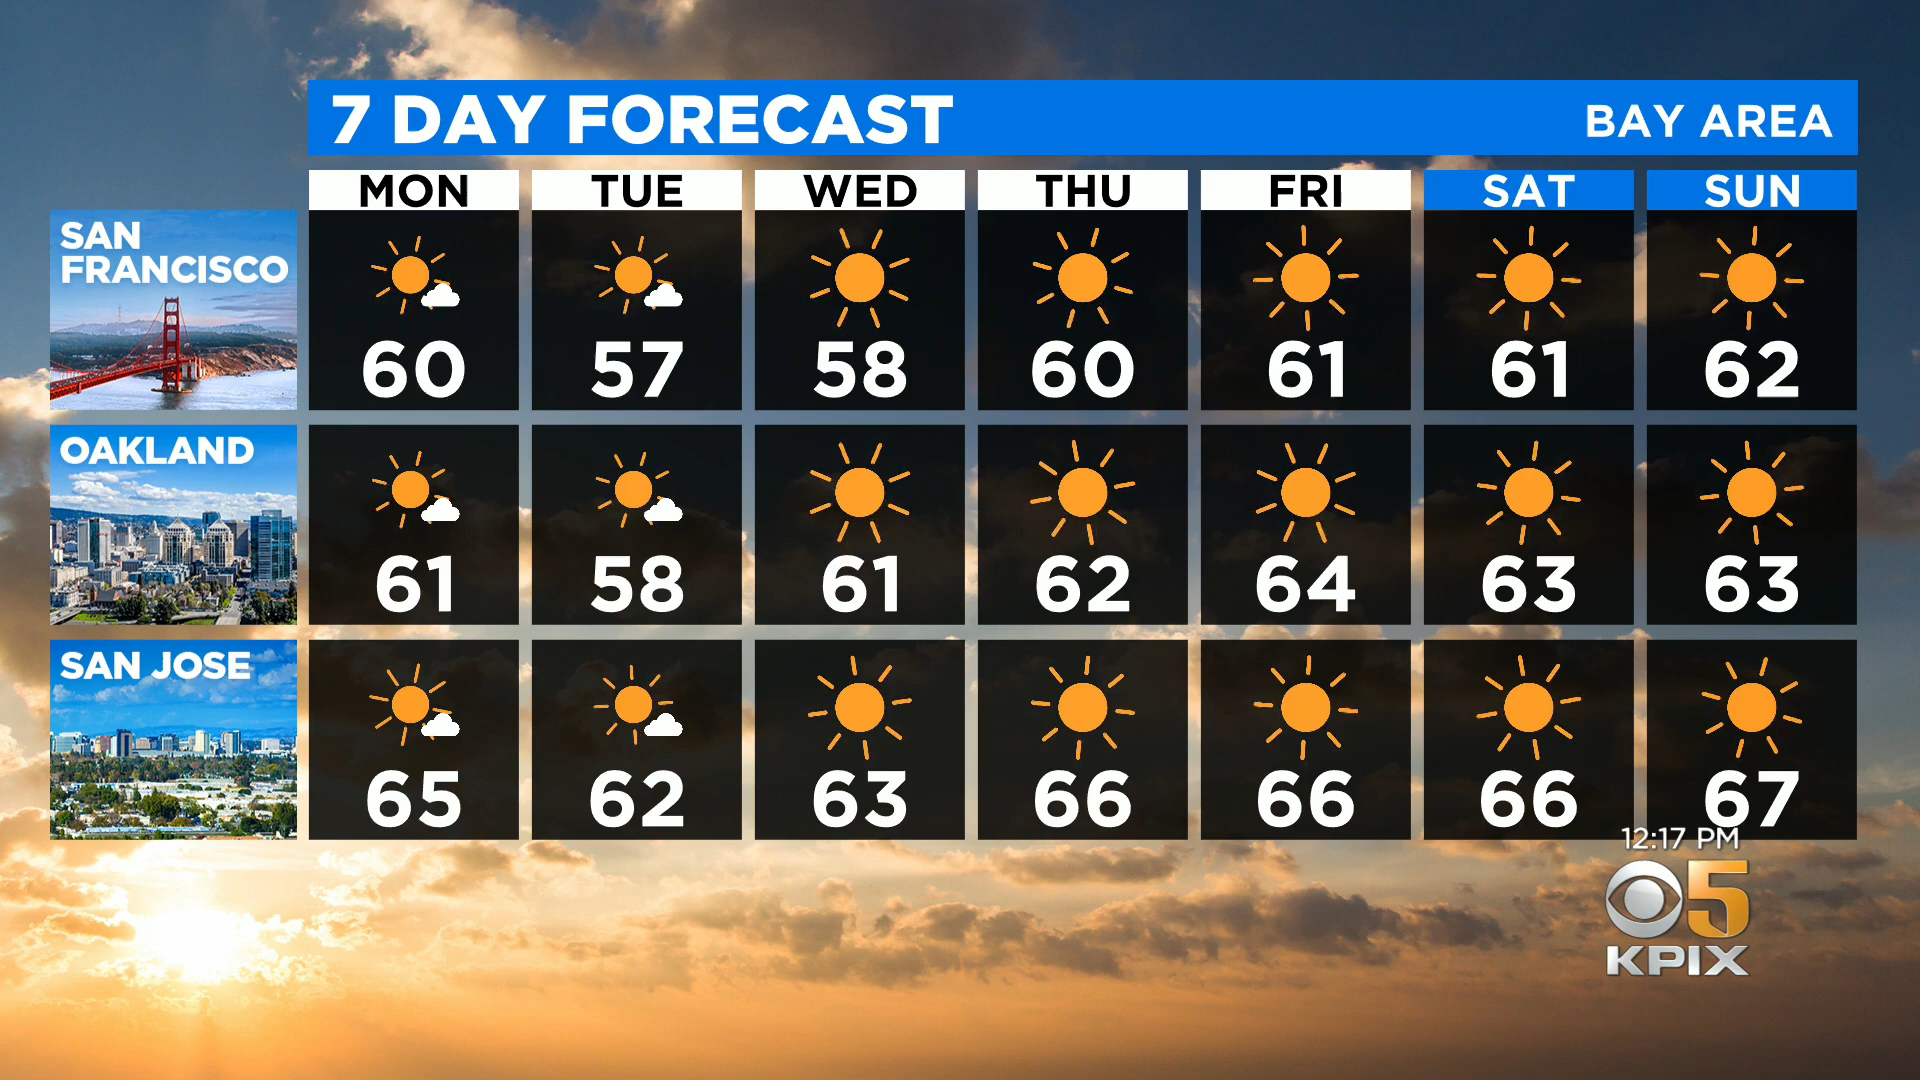 7 DAY FORECAST BAY AREA
MON TUE WED THU FRI SAT SUN
SAN
FRANCISCO
60 57 58 60 61 61 62
OAKLAND
61 58 61 62 64 63 63
SAN JOSE
65 62 63 66 66 66 67
12:17 PM
5
KPIX